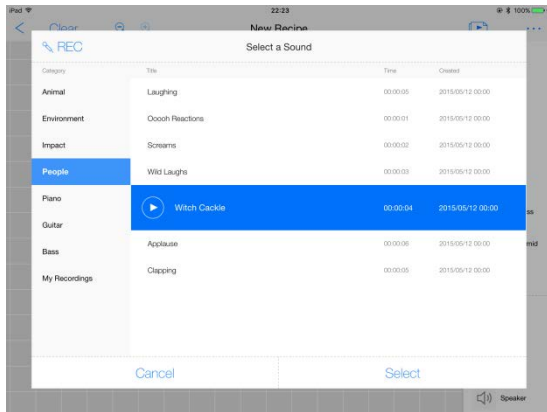 iPad 22:23 100%
Clear New Recipe
REC Select a Sound
Category Title Time Created
Animal Laughing 00:00:05 2015/05/12 00:00
Environment Ooooh Reactions 00:00:01 2015/05/12 00:00
Impact Screams 00:00:02 2015/05/12 00:00
People Wild Laughs 00:00:03 2015/05/12 00:00
Piano Witch Cackle 00:00:04 2015/05/12 00:00
ss
Guitar
Applause 00:00:06 2015/05/12 00:00
mid
Bass
Clapping 00:00:05 2015/05/12 00:00
My Recordings
Cancel Select
Speaker